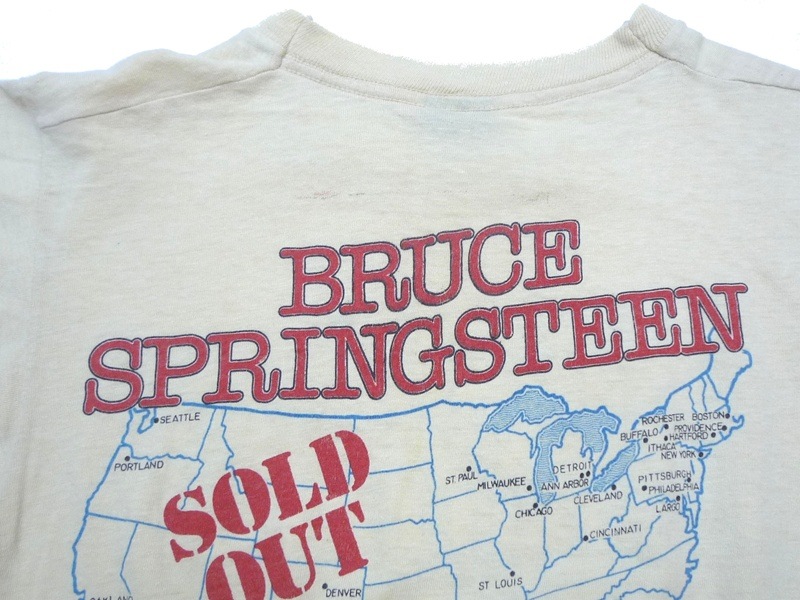 BRUCE
SPRINGSTEEN
SOLD
OUT
SEATTLE
PORTLAND
OAKLAND
DENVER
ST. PAUL
MILWAUKEE
CHICAGO
DETROIT
ANN ARBOR
CLEVELAND
CINCINNATI
ST LOUIS
ROCHESTER
BOSTON
BUFFALO
PROVIDENCE
HARTFORD
ITHACA
NEW YORK
PITTSBURGH
PHILADELPHIA
LARGO